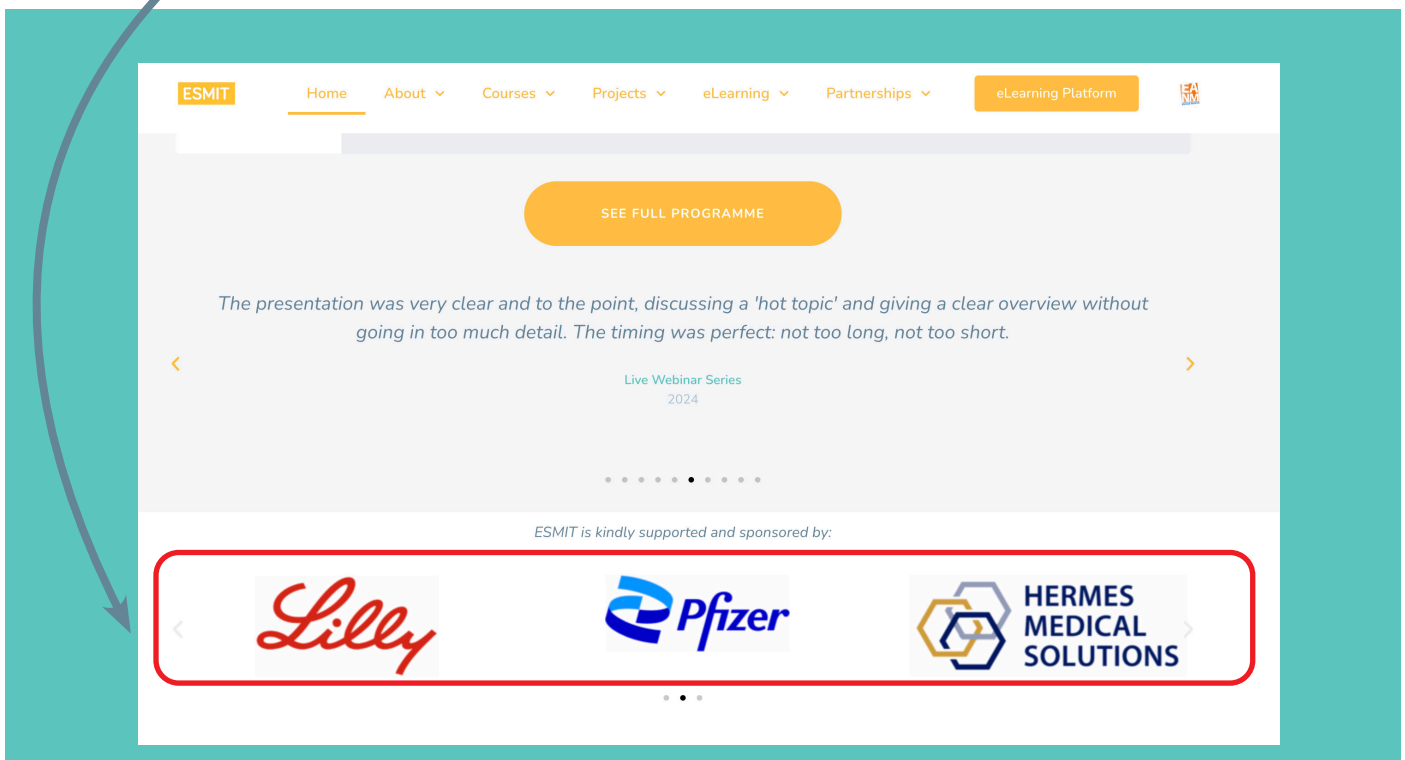 ESMIT Home About Courses Projects eLearning Partnerships eLearning Platform EA
NM
SEE FULL PROGRAMME
The presentation was very clear and to the point, discussing a 'hot topic' and giving a clear overview without
going in too much detail. The timing was perfect: not too long, not too short.
Live Webinar Series
2024
ESMIT is kindly supported and sponsored by:
Lilly
Pfizer
HERMES
MEDICAL
SOLUTIONS